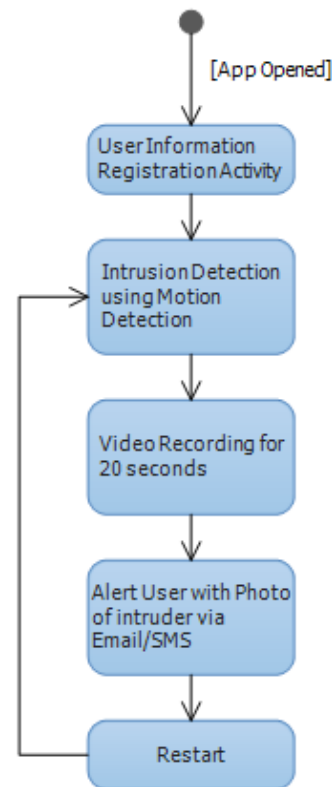 [App Opened]
User Information
Registration Activity
Intrusion Detection
using Motion
Detection
Video Recording for
20 seconds
Alert User with Photo
of intruder via
Email/SMS
Restart